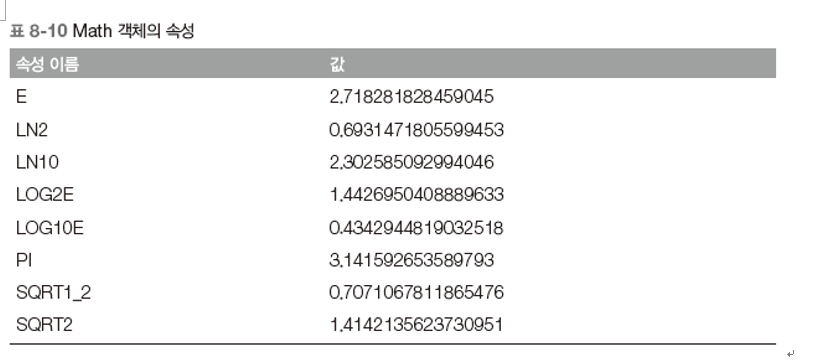 표 8-10 Math 객체의 속성
속성 이름 값
E 2.718281828459045
LN2 0.6931471805599453
LN10 2.302585092994046
LOG2E 1.4426950408889633
LOG10E 0.4342944819032518
PI 3.141592653589793
SQRT1_2 0.7071067811865476
SQRT2 1.4142135623730951